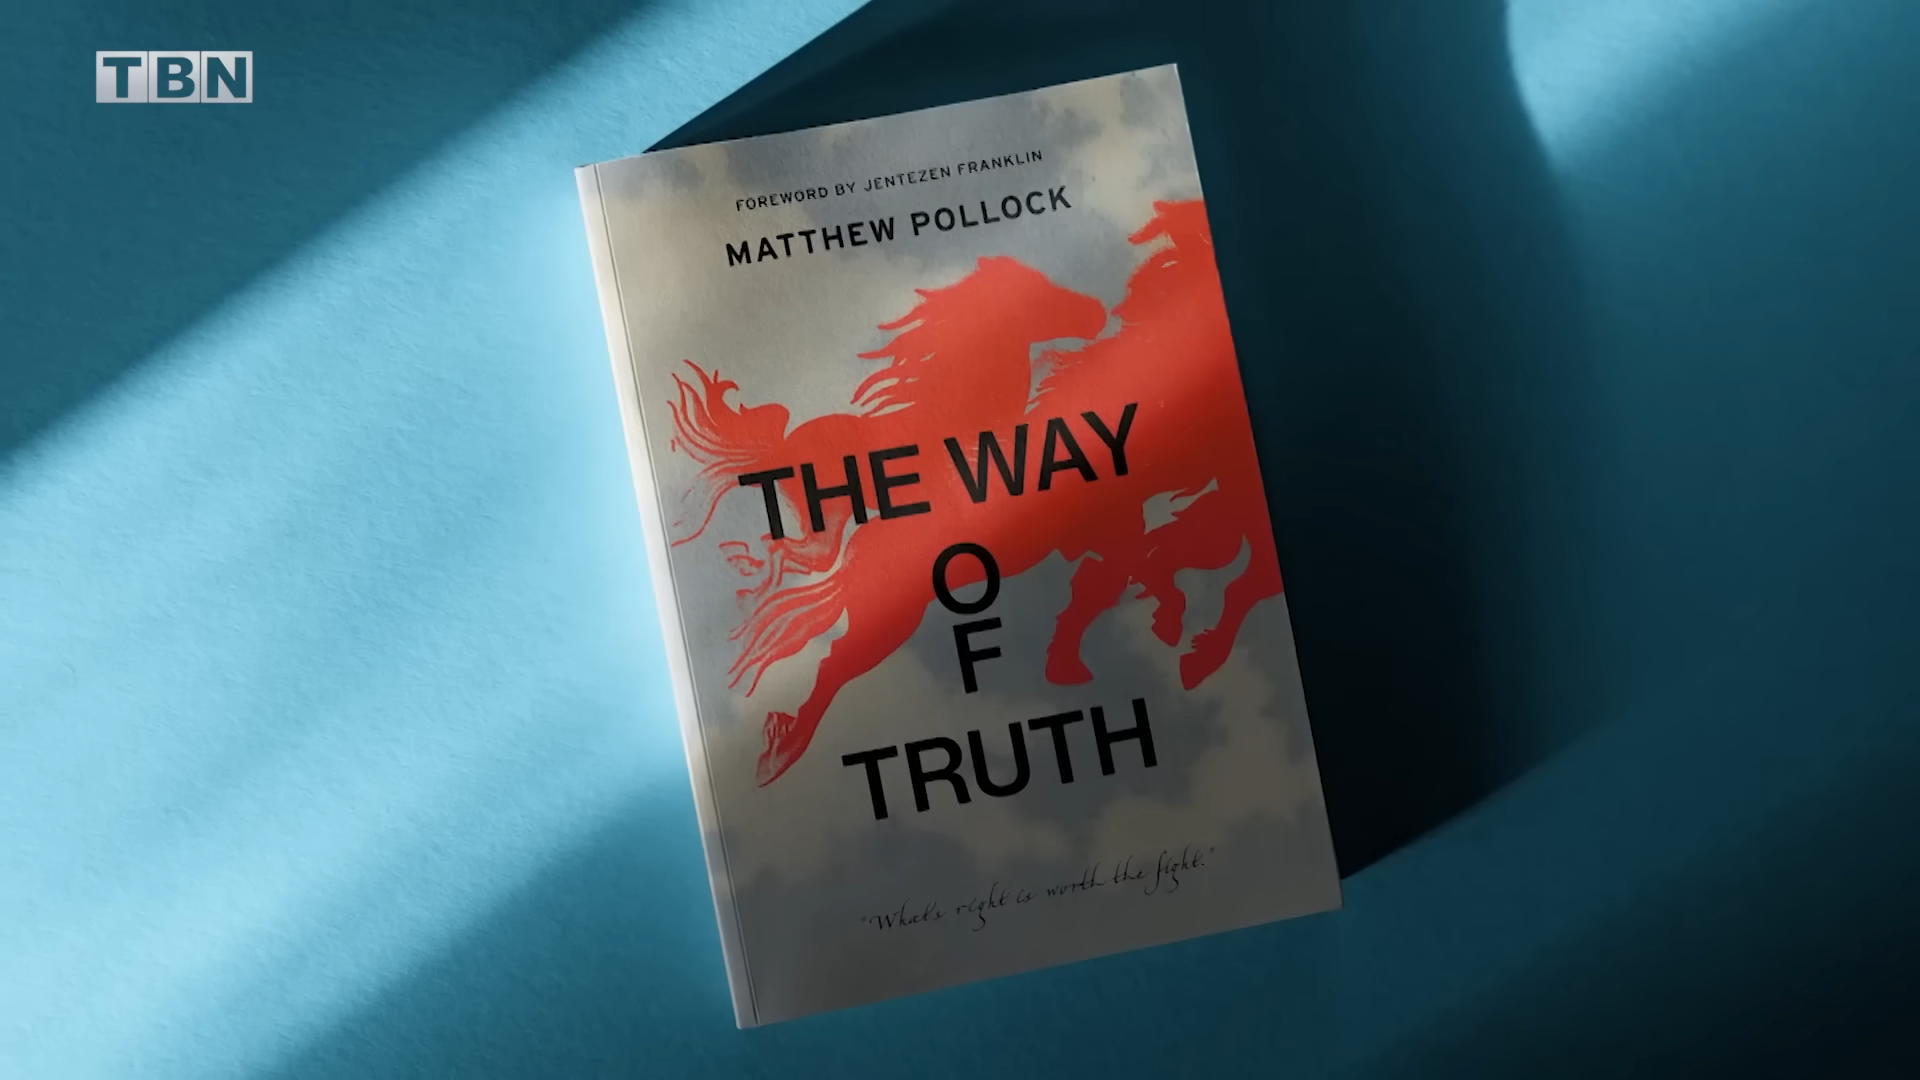 TBN
FOREWORD BY JENTEZEN FRANKLIN
MATTHEW POLLOCK
THE WAY
O
F
TRUTH
"What's right is worth the fight."